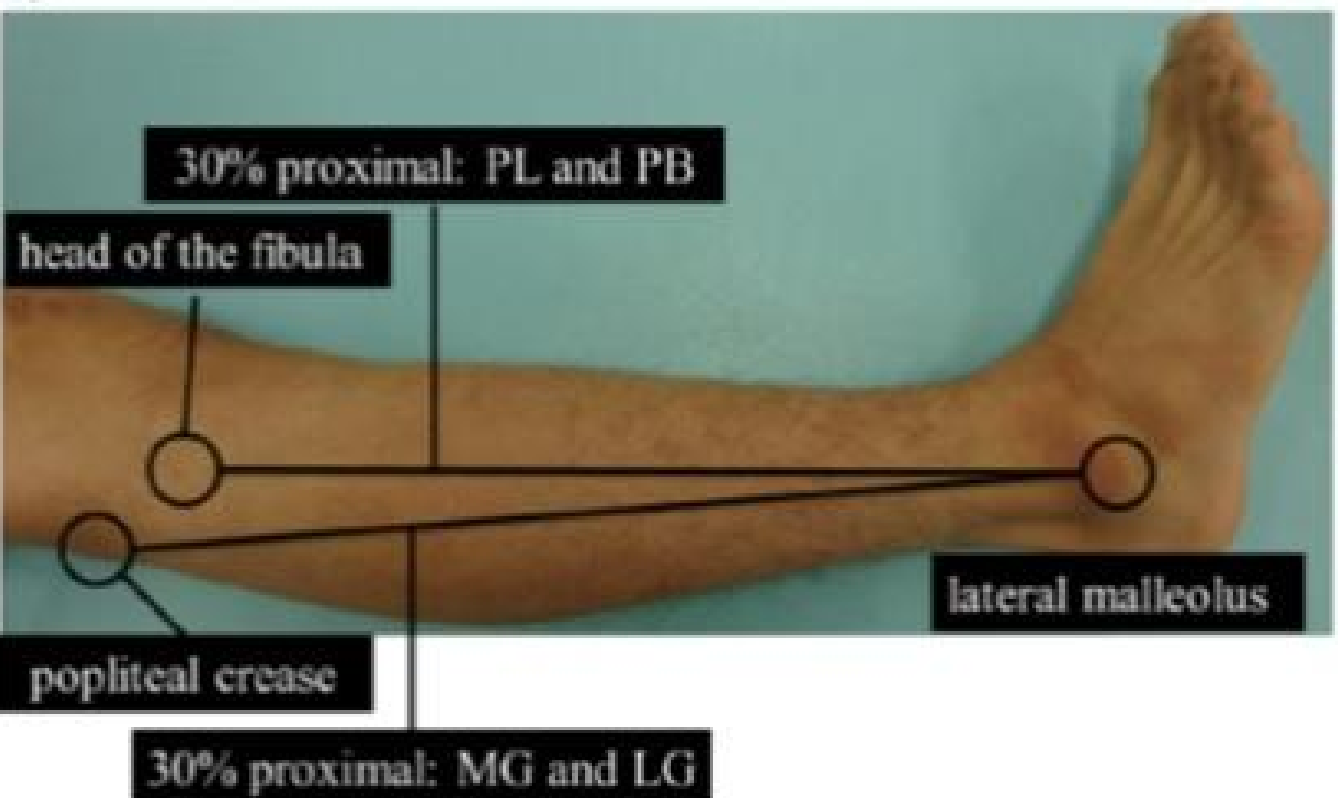 30% proximal: PL and PB
head of the fibula
lateral malleolus
popliteal crease
30% proximal: MG and LG